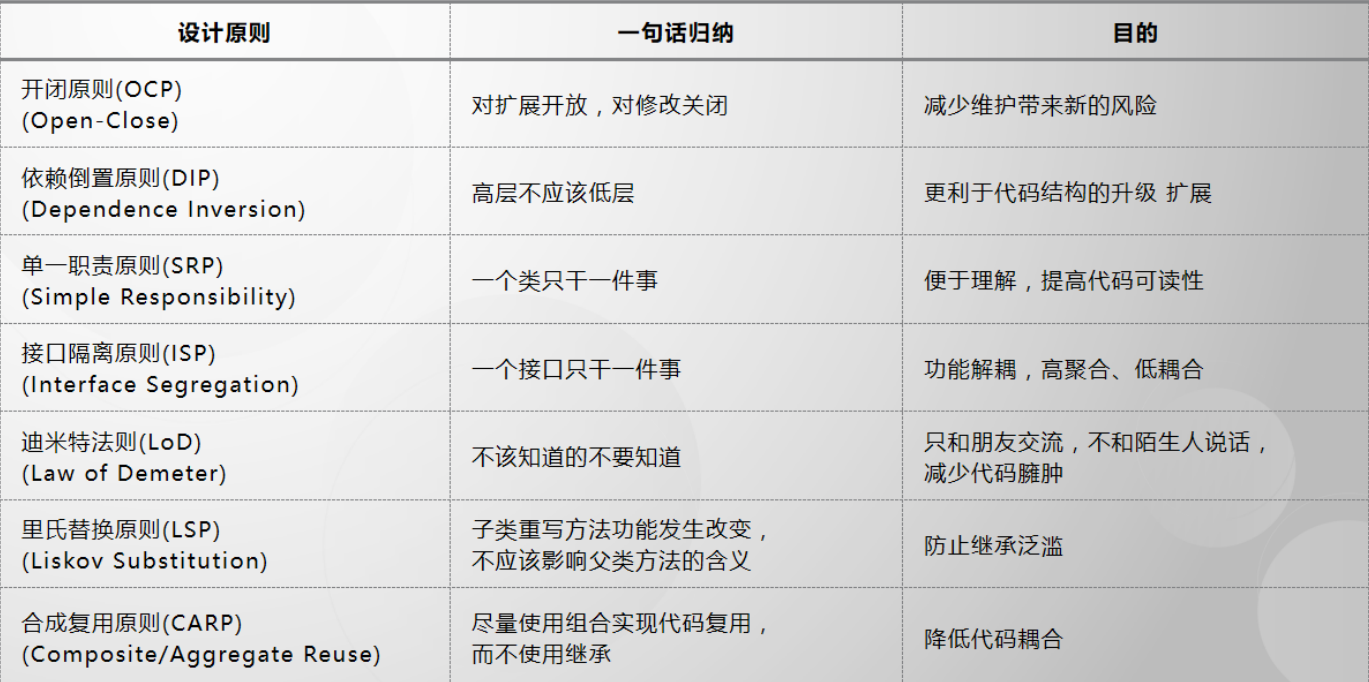 设计原则 一句话归纳 目的
开闭原则(OCP)
(Open-Close)
对扩展开放，对修改关闭
减少维护带来新的风险
依赖倒置原则(DIP)
(Dependence Inversion)
高层不应该低层
更利于代码结构的升级 扩展
单一职责原则(SRP)
(Simple Responsibility)
一个类只干一件事
便于理解，提高代码可读性
接口隔离原则(ISP)
(Interface Segregation)
一个接口只干一件事
功能解耦，高聚合、低耦合
迪米特法则(LoD)
(Law of Demeter)
不该知道的不要知道
只和朋友交流，不和陌生人说话，
减少代码臃肿
里氏替换原则(LSP)
(Liskov Substitution)
子类重写方法功能发生改变，
不应该影响父类方法的含义
防止继承泛滥
合成复用原则(CARP)
(Composite/Aggregate Reuse)
尽量使用组合实现代码复用，
而不使用继承
降低代码耦合